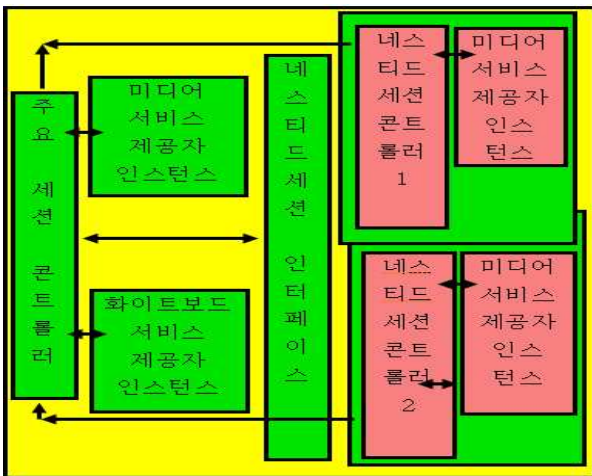 주
요
세
션
콘
트
롤
러
미디어
서비스
제공자
인스턴스
화이트보드
서비스
제공자
인스턴스
네
스
티
드
세
션
인
터
페
이
스
네스
티드
세션
콘트
롤러
1
미디어
서비스
제공자
인스
턴스
네스
티드
세션
콘트
롤러
2
미디어
서비스
제공자
인스
턴스